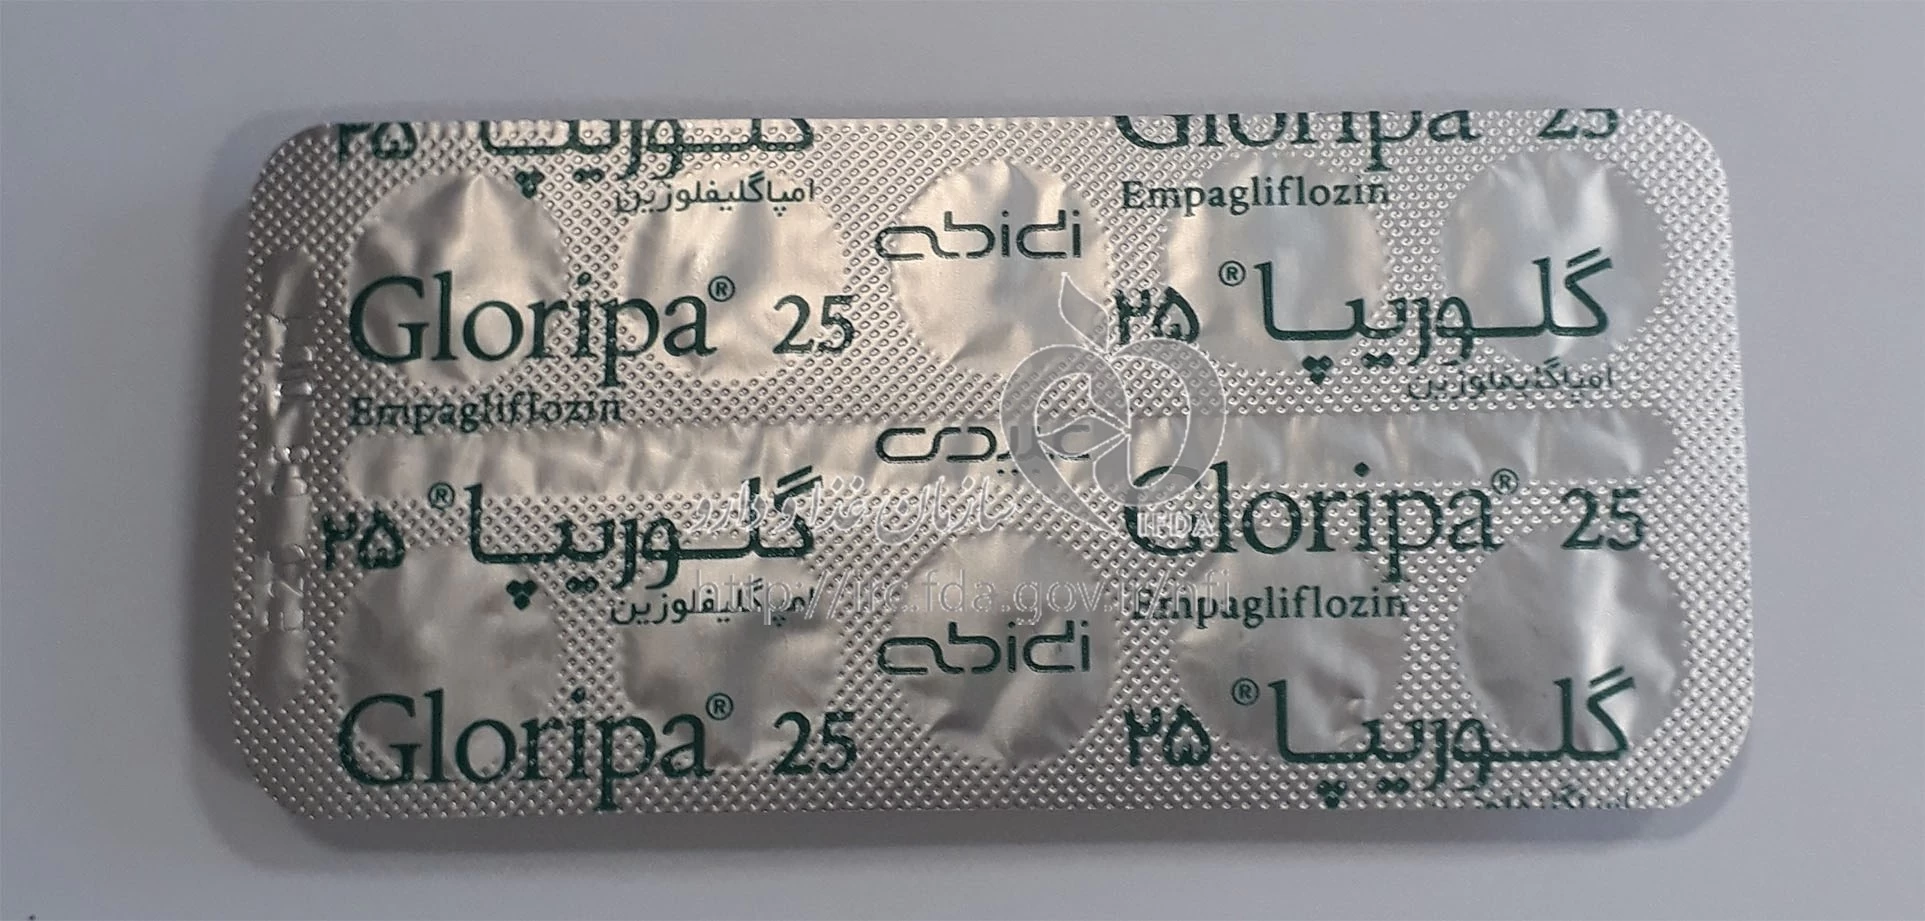 گلوریپا ۲۵
Gloripa 25
امپاگلیفلوزین
Empagliflozin
abidi
Gloripa® 25
گلوریپا® ۲۵
Empagliflozin
امپاگلیفلوزین
عبیدی
گلوریپا® ۲۵
Gloripa® 25
سازمان غذا و دارو
IFDA
امپاگلیفلوزین
http://irc.fda.gov.ir/nfi
Empagliflozin
abidi
Gloripa® 25
گلوریپا® ۲۵